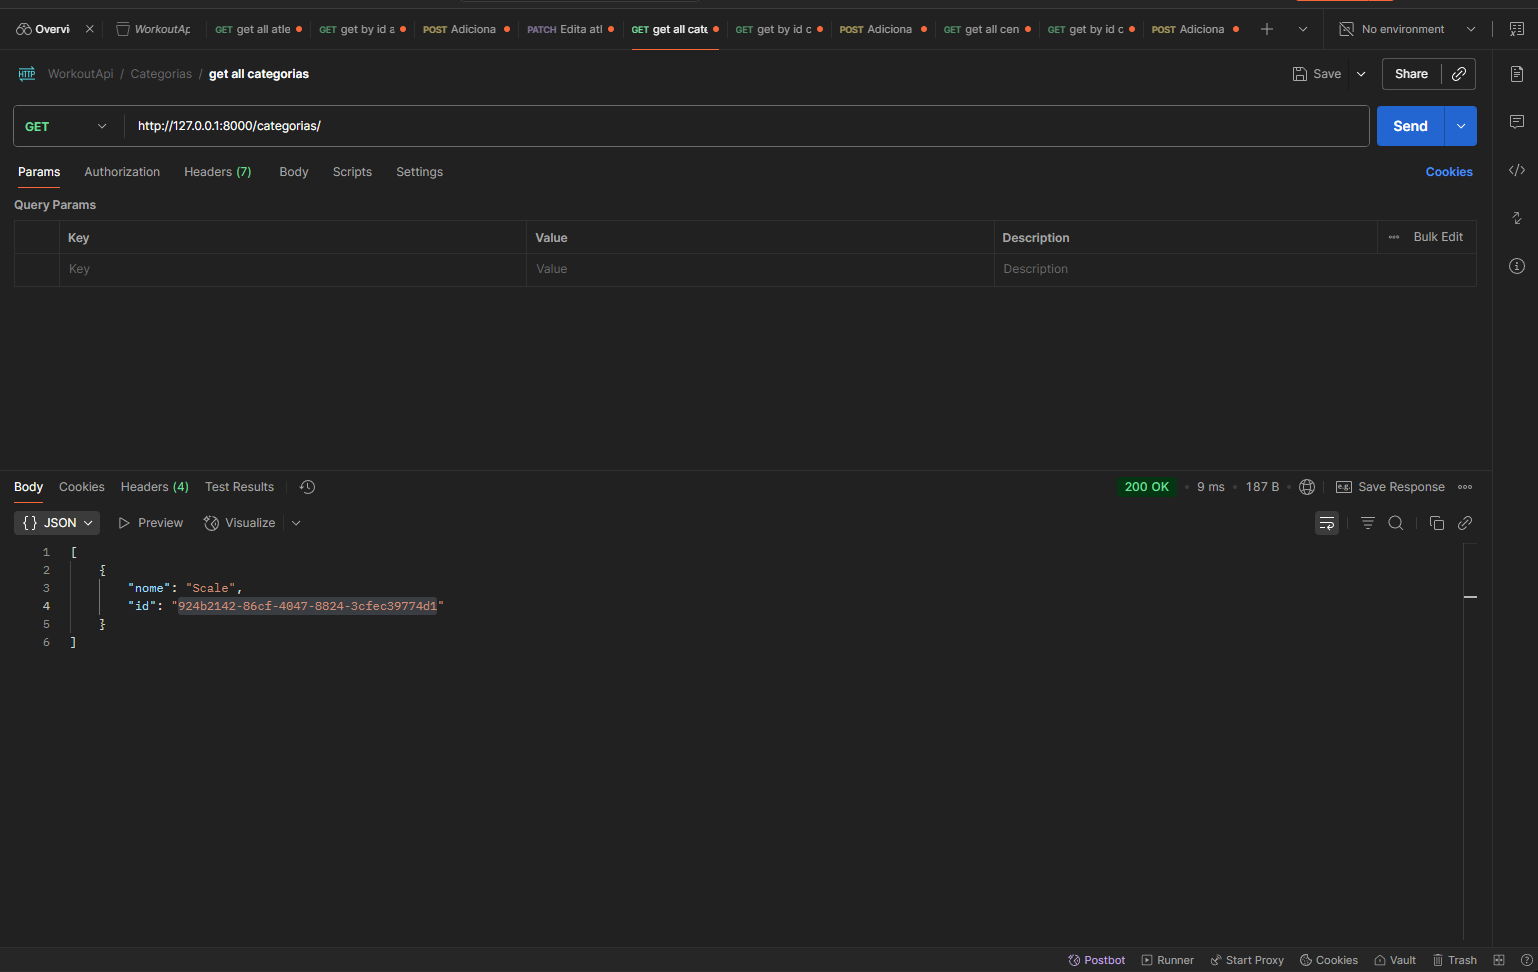 Overvi WorkoutAp GET get all atle GET get by id a POST Adiciona PATCH Edita atl GET get all cate GET get by id c POST Adiciona GET get all cen GET get by id c POST Adiciona No environment
HTTP WorkoutApi / Categorias / get all categorias Save Share
GET http://127.0.0.1:8000/categorias/ Send
Params Authorization Headers (7) Body Scripts Settings Cookies
Query Params
Key Value Description Bulk Edit
Key Value Description
Body Cookies Headers (4) Test Results 200 OK 9 ms 187 B e.g. Save Response
{} JSON Preview Visualize
1 [
2 {
3 "nome": "Scale",
4 "id": "924b2142-86cf-4047-8824-3cfec39774d1"
5 }
6 ]
Postbot Runner Start Proxy Cookies Vault Trash